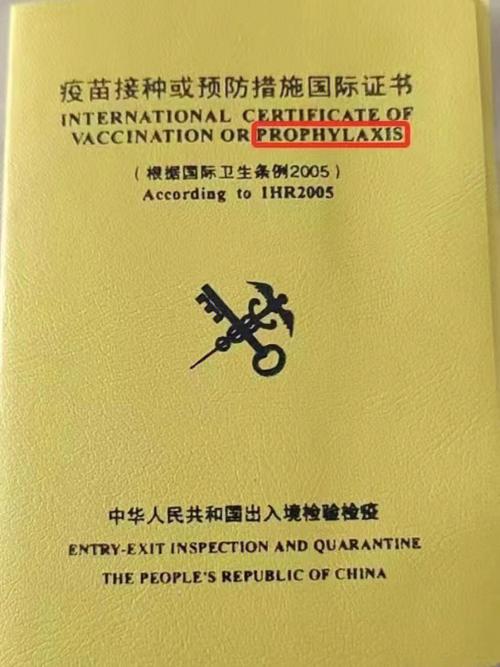 疫苗接种或预防措施国际证书
INTERNATIONAL CERTIFICATE OF
VACCINATION OR PROPHYLAXIS
(根据国际卫生条例2005)
According to IHR2005
中华人民共和国出入境检验检疫
ENTRY-EXIT INSPECTION AND QUARANTINE
THE PEOPLE'S REPUBLIC OF CHINA